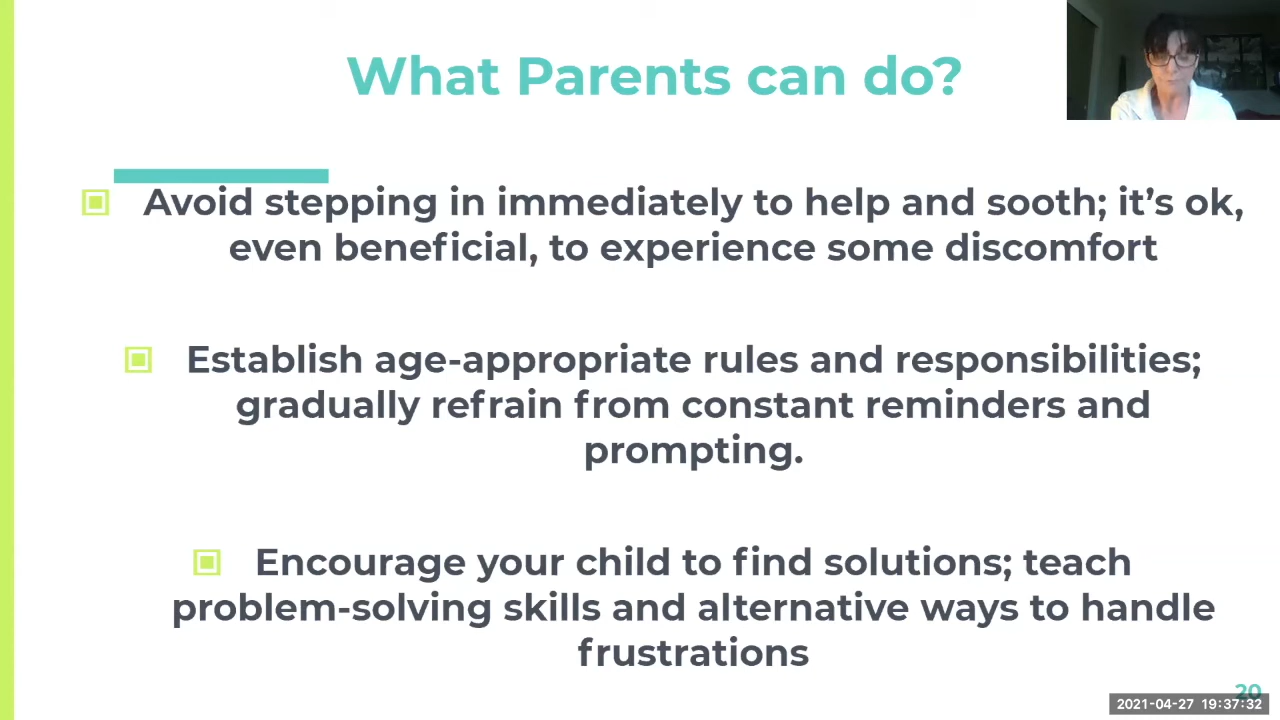 What Parents can do?
Avoid stepping in immediately to help and sooth; it's ok,
even beneficial, to experience some discomfort
Establish age-appropriate rules and responsibilities;
gradually refrain from constant reminders and
prompting.
Encourage your child to find solutions; teach
problem-solving skills and alternative ways to handle
frustrations
20
2021-04-27 19:37:32